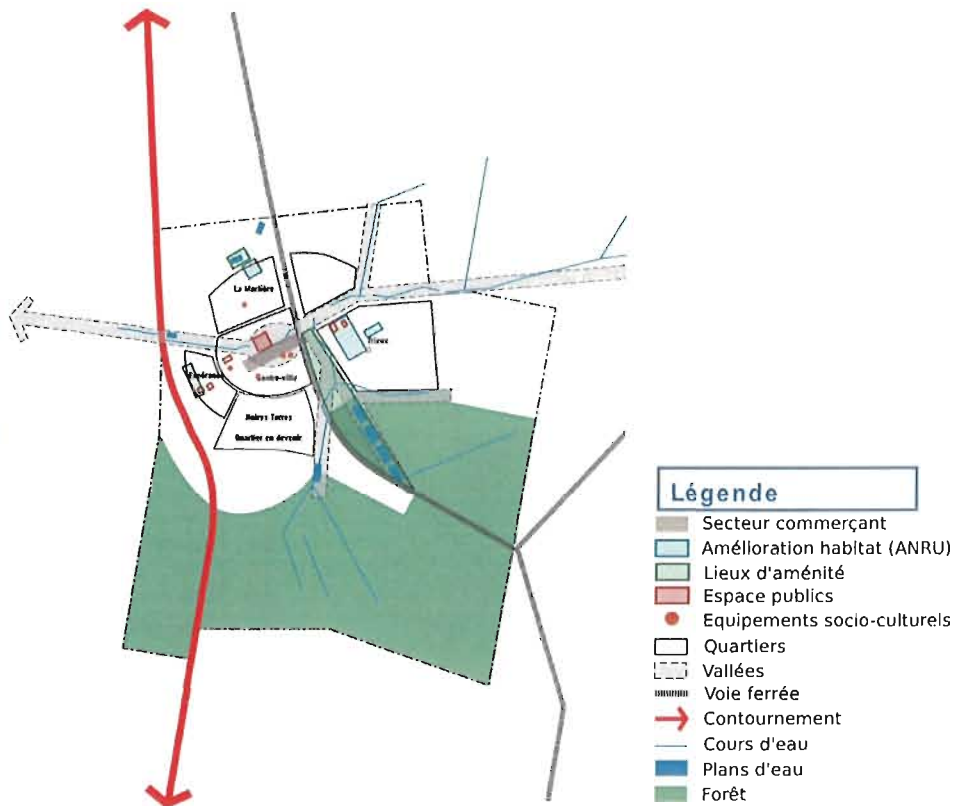 La Marlière
Trieux
Centre-ville
Noires Terres
Quartier en devenir
Légende
Secteur commerçant
Amélioration habitat (ANRU)
Lieux d'aménité
Espace publics
Equipements socio-culturels
Quartiers
Vallées
Voie ferrée
Contournement
Cours d'eau
Plans d'eau
Forêt